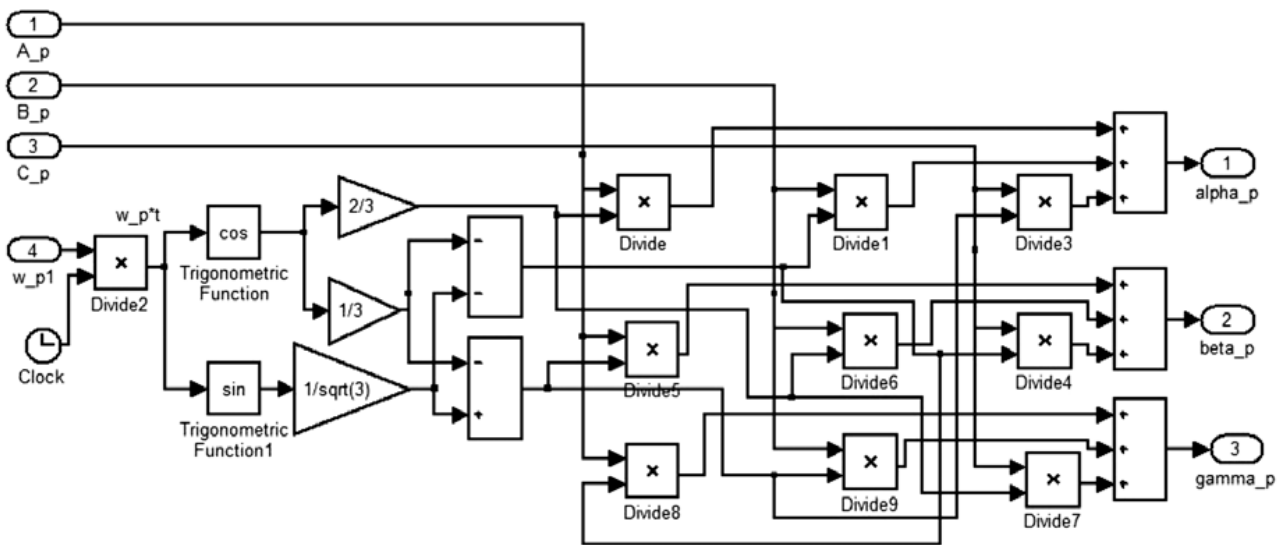 1
A_p
2
B_p
3
C_p
w_p*t
4
w_p1
×
Divide2
Clock
cos
Trigonometric
Function
sin
Trigonometric
Function1
2/3
1/3
1/sqrt(3)
−
−
−
+
×
Divide
×
Divide1
×
Divide3
×
Divide5
×
Divide6
×
Divide4
×
Divide8
×
Divide9
×
Divide7
+
+
+
1
alpha_p
+
+
+
2
beta_p
+
+
+
3
gamma_p